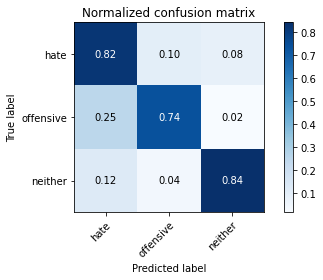 Normalized confusion matrix
True label
hate 0.82 0.10 0.08
offensive 0.25 0.74 0.02
neither 0.12 0.04 0.84
hate offensive neither
Predicted label
0.8
0.7
0.6
0.5
0.4
0.3
0.2
0.1